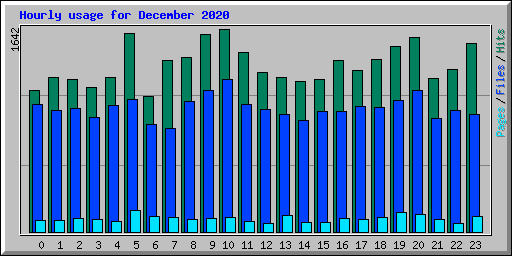 Hourly usage for December 2020
1642
Pages/Files/Hits
0 1 2 3 4 5 6 7 8 9 10 11 12 13 14 15 16 17 18 19 20 21 22 23